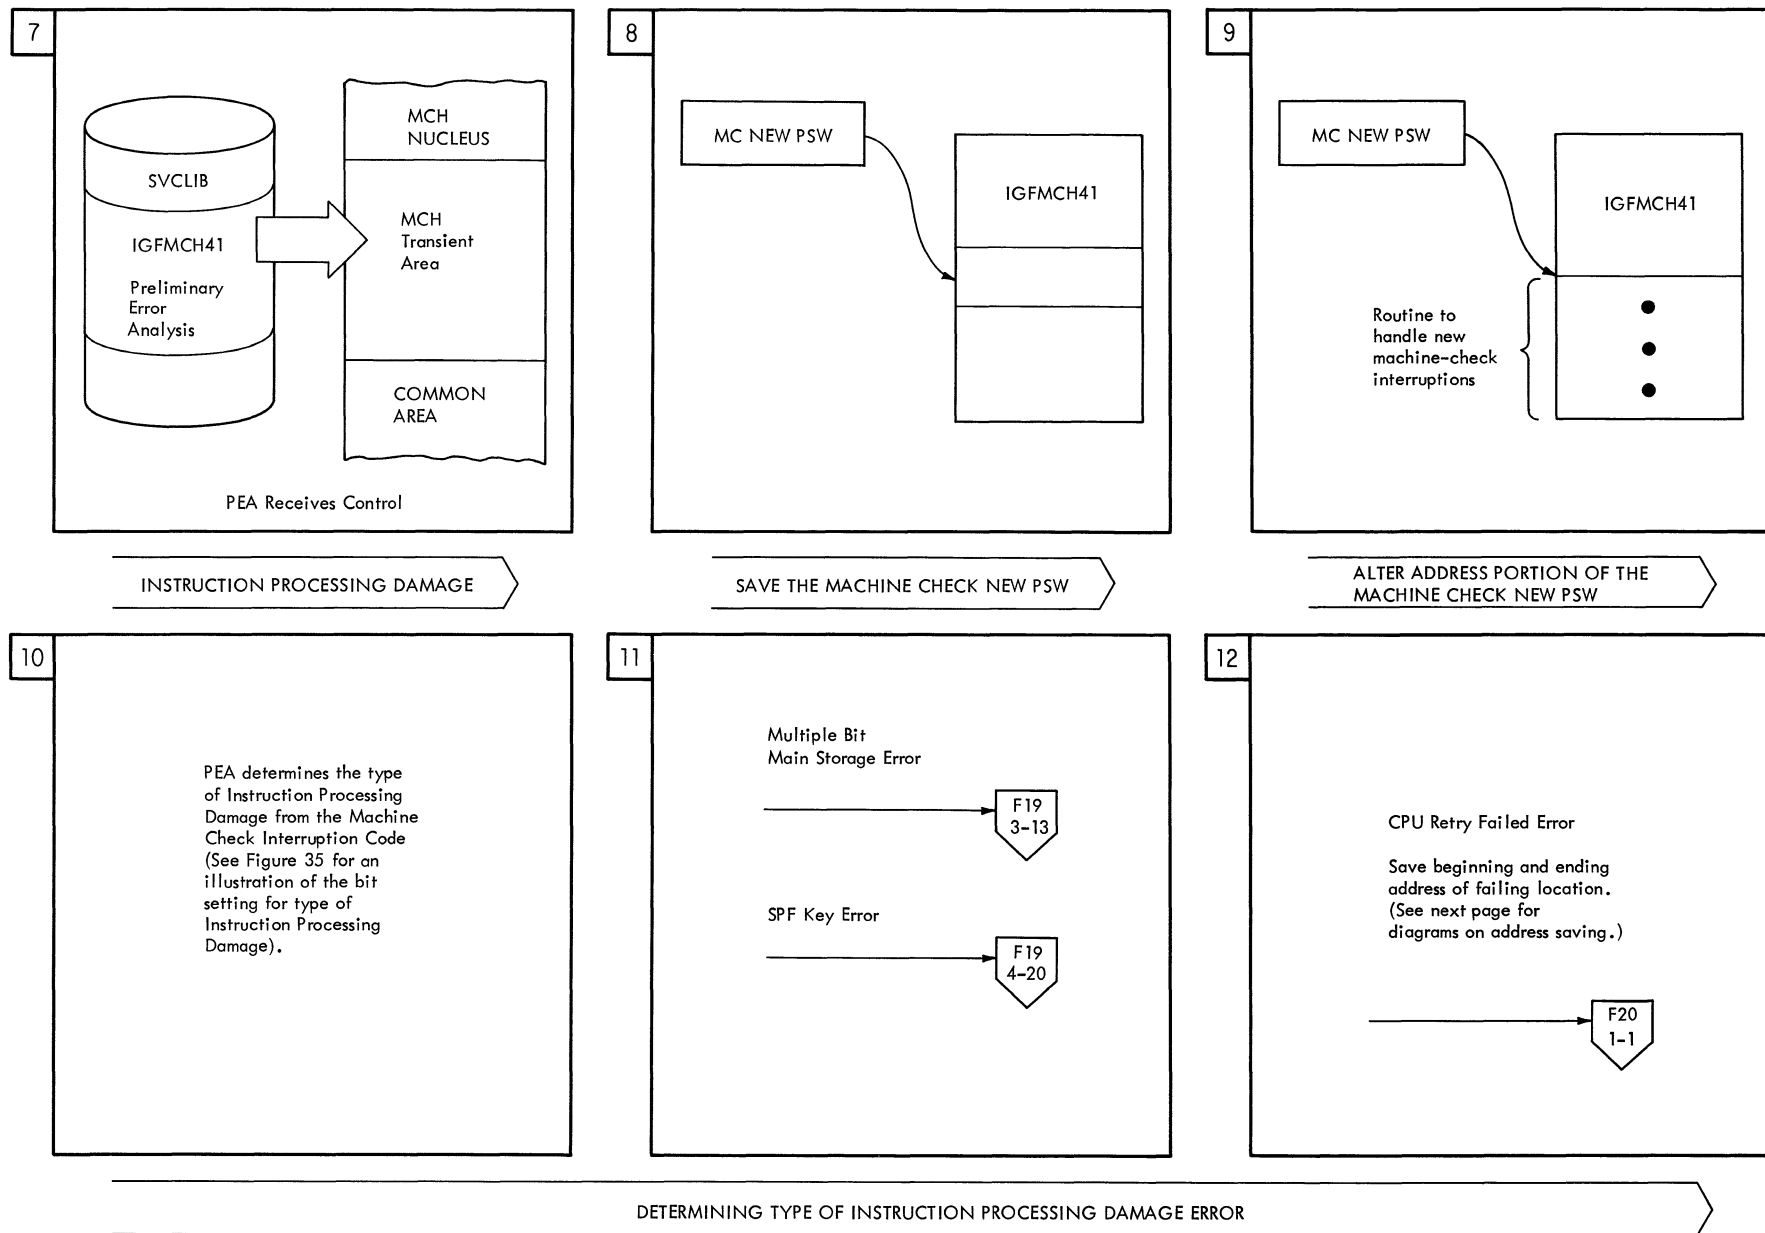 7
SVCLIB
IGFMCH41
Preliminary
Error
Analysis
MCH
NUCLEUS
MCH
Transient
Area
COMMON
AREA
PEA Receives Control
INSTRUCTION PROCESSING DAMAGE
8
MC NEW PSW
IGFMCH41
SAVE THE MACHINE CHECK NEW PSW
9
MC NEW PSW
IGFMCH41
Routine to
handle new
machine-check
interruptions
ALTER ADDRESS PORTION OF THE
MACHINE CHECK NEW PSW
10
PEA determines the type
of Instruction Processing
Damage from the Machine
Check Interruption Code
(See Figure 35 for an
illustration of the bit
setting for type of
Instruction Processing
Damage).
11
Multiple Bit
Main Storage Error
F19
3-13
SPF Key Error
F19
4-20
12
CPU Retry Failed Error
Save beginning and ending
address of failing location.
(See next page for
diagrams on address saving.)
F20
1-1
DETERMINING TYPE OF INSTRUCTION PROCESSING DAMAGE ERROR